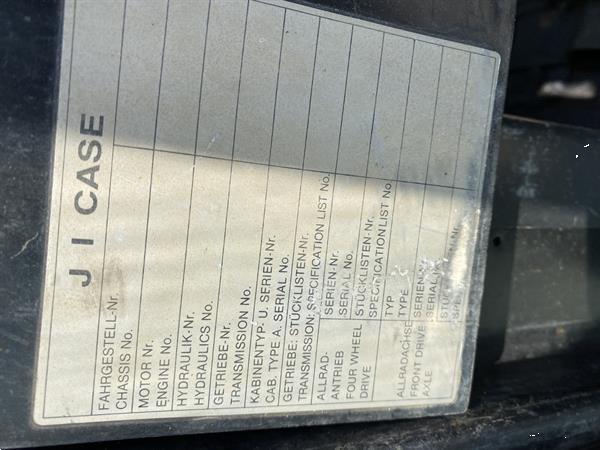 J I CASE
FAHRGESTELL-Nr.
CHASSIS No.
MOTOR Nr.
ENGINE No.
HYDRAULIK-Nr.
HYDRAULICS No.
GETRIEBE-Nr.
TRANSMISSION No.
KABINENTYP- U. SERIEN-Nr.
CAB. TYPE A. SERIAL No.
GETRIEBE: STÜCKLISTEN-Nr.
TRANSMISSION: SPECIFICATION LIST No.
ALLRAD-
ANTRIEB
FOUR WHEEL
DRIVE
SERIEN-Nr.
SERIAL No.
STÜCKLISTEN-Nr.
SPECIFICATION LIST No.
ALLRADACHSE
FRONT DRIVE
AXLE
TYP
TYPE
SERIEN-
SERIAL